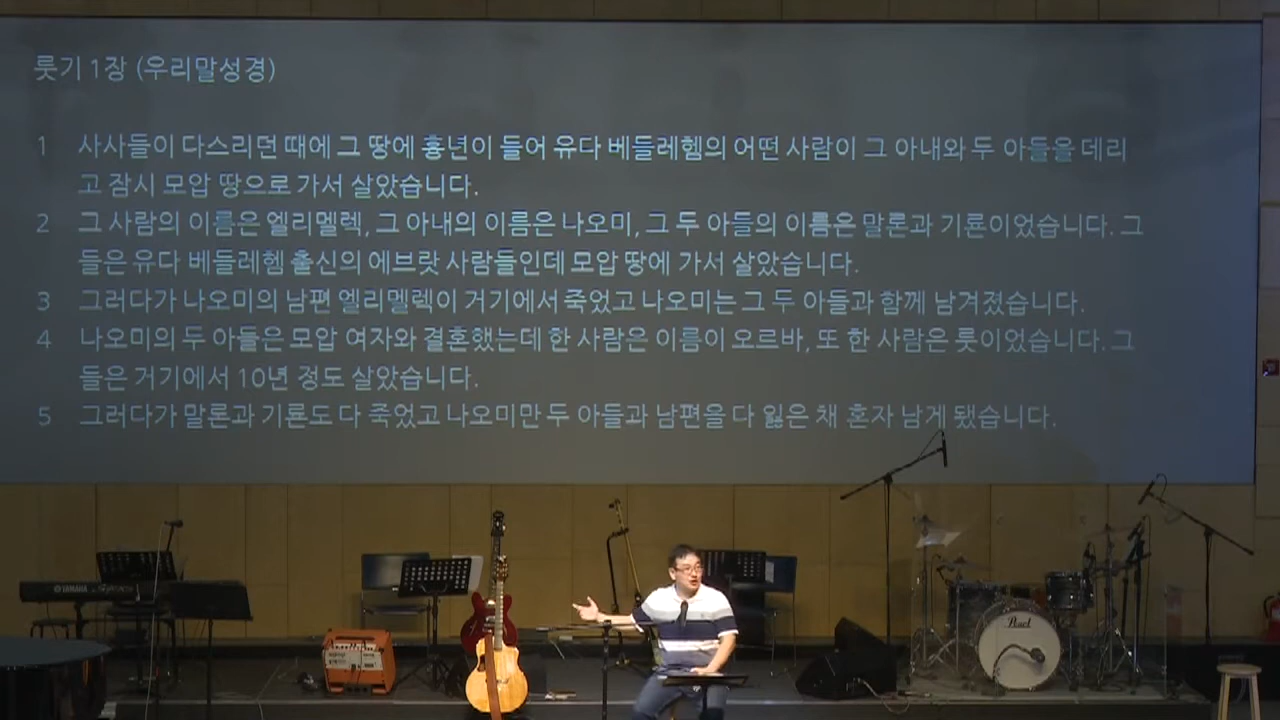 룻기 1장 (우리말성경)
1 사사들이 다스리던 때에 그 땅에 흉년이 들어 유다 베들레헴의 어떤 사람이 그 아내와 두 아들을 데리
고 잠시 모압 땅으로 가서 살았습니다.
2 그 사람의 이름은 엘리멜렉, 그 아내의 이름은 나오미, 그 두 아들의 이름은 말론과 기룐이었습니다. 그
들은 유다 베들레헴 출신의 에브랏 사람들인데 모압 땅에 가서 살았습니다.
3 그러다가 나오미의 남편 엘리멜렉이 거기에서 죽었고 나오미는 그 두 아들과 함께 남겨졌습니다.
4 나오미의 두 아들은 모압 여자와 결혼했는데 한 사람은 이름이 오르바, 또 한 사람은 룻이었습니다. 그
들은 거기에서 10년 정도 살았습니다.
5 그러다가 말론과 기룐도 다 죽었고 나오미만 두 아들과 남편을 다 잃은 채 혼자 남게 됐습니다.
YAMAHA
Pearl